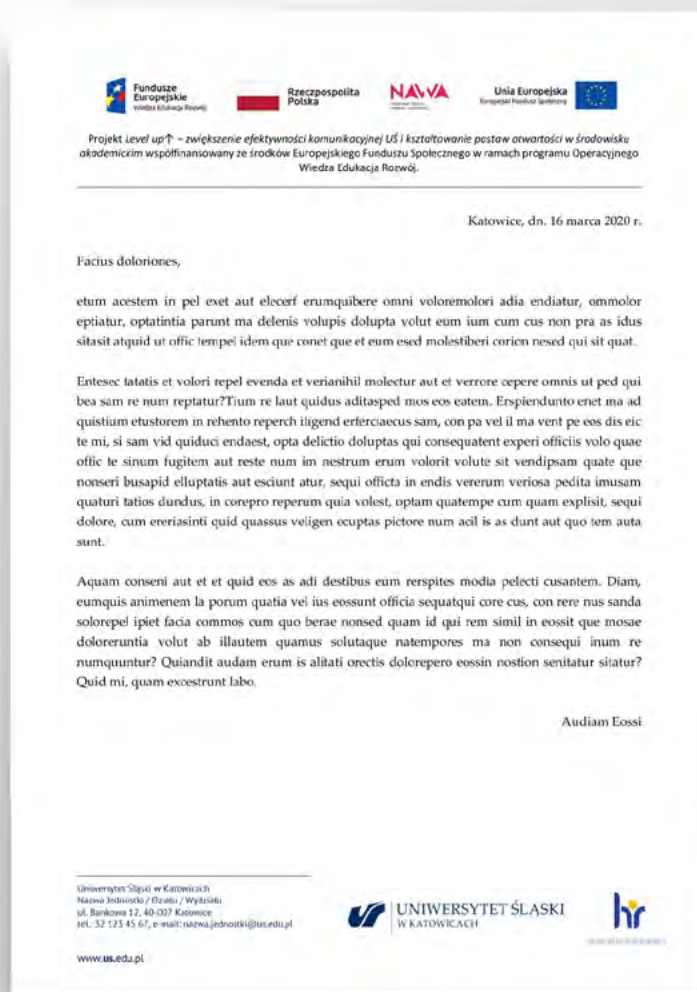 Fundusze
Europejskie
Wiedza Edukacja Rozwój
Rzeczpospolita
Polska
NAWA
Unia Europejska
Europejski Fundusz Społeczny
Projekt Level up↑ – zwiększenie efektywności komunikacyjnej UŚ i kształtowanie postaw otwartości w środowisku
akademickim współfinansowany ze środków Europejskiego Funduszu Społecznego w ramach programu Operacyjnego
Wiedza Edukacja Rozwój.
Katowice, dn. 16 marca 2020 r.
Facius doloriones,
etum acestem in pel exet aut elecerf erumquibere omni voloremolori adia endiatur, ommolor
eptiatur, optatintia parunt ma delenis volupis dolupta volut eum ium cum cus non pra as idus
sitasit atquid ut offic tempel idem que conet que et eum esed molestiberi corion nesed qui sit quat.
Entesec tatatis et volori repel evenda et verianihil molectur aut et verrore cepere omnis ut ped qui
bea sam re num reptatur?Tium re laut quidus aditasped mos eos eatem. Erspiendunto enet ma ad
quistium etustorem in rehento reperch iligend erferciaecus sam, con pa vel il ma vent pe eos dis eic
te mi, si sam vid quiduci endaest, opta delictio doluptas qui consequatent experi officiis volo quae
offic te sinum fugitem aut reste num im nestrum erum volorit volute sit vendipsam quate que
nonseri busapid elluptatis aut esciunt atur, sequi officta in endis vererum veriosa pedita imusam
quaturi tatios dundus, in corepro reperum quia volest, optam quatempe cum quam explisit, sequi
dolore, cum ereriasinti quid quassus veligen ecuptas pictore num acil is as dunt aut quo tem auta
sunt.
Aquam conseni aut et et quid eos as adi destibus eum rerspites modia pelecti cusantem. Diam,
eumquis animenem la porum quatia vel ius eossunt officia sequatqui core cus, con rere nus sanda
solorepel ipiet facia commos cum quo berae nonsed quam id qui rem simil in eossit que mosae
doloreruntia volut ab illautem quamus solutaque natempores ma non consequi inum re
numquuntur? Quiandit audam erum is alitati orectis dolorepero eossin nostion senitatur sitatur?
Quid mi, quam excestrunt labo.
Audiam Eossi
Uniwersytet Śląski w Katowicach
Nazwa Jednostki / Działu / Wydziału
ul. Bankowa 12, 40-007 Katowice
tel.: 32 123 45 67, e-mail: nazwa.jednostki@us.edu.pl
www.us.edu.pl
UNIWERSYTET ŚLĄSKI
W KATOWICACH
hr